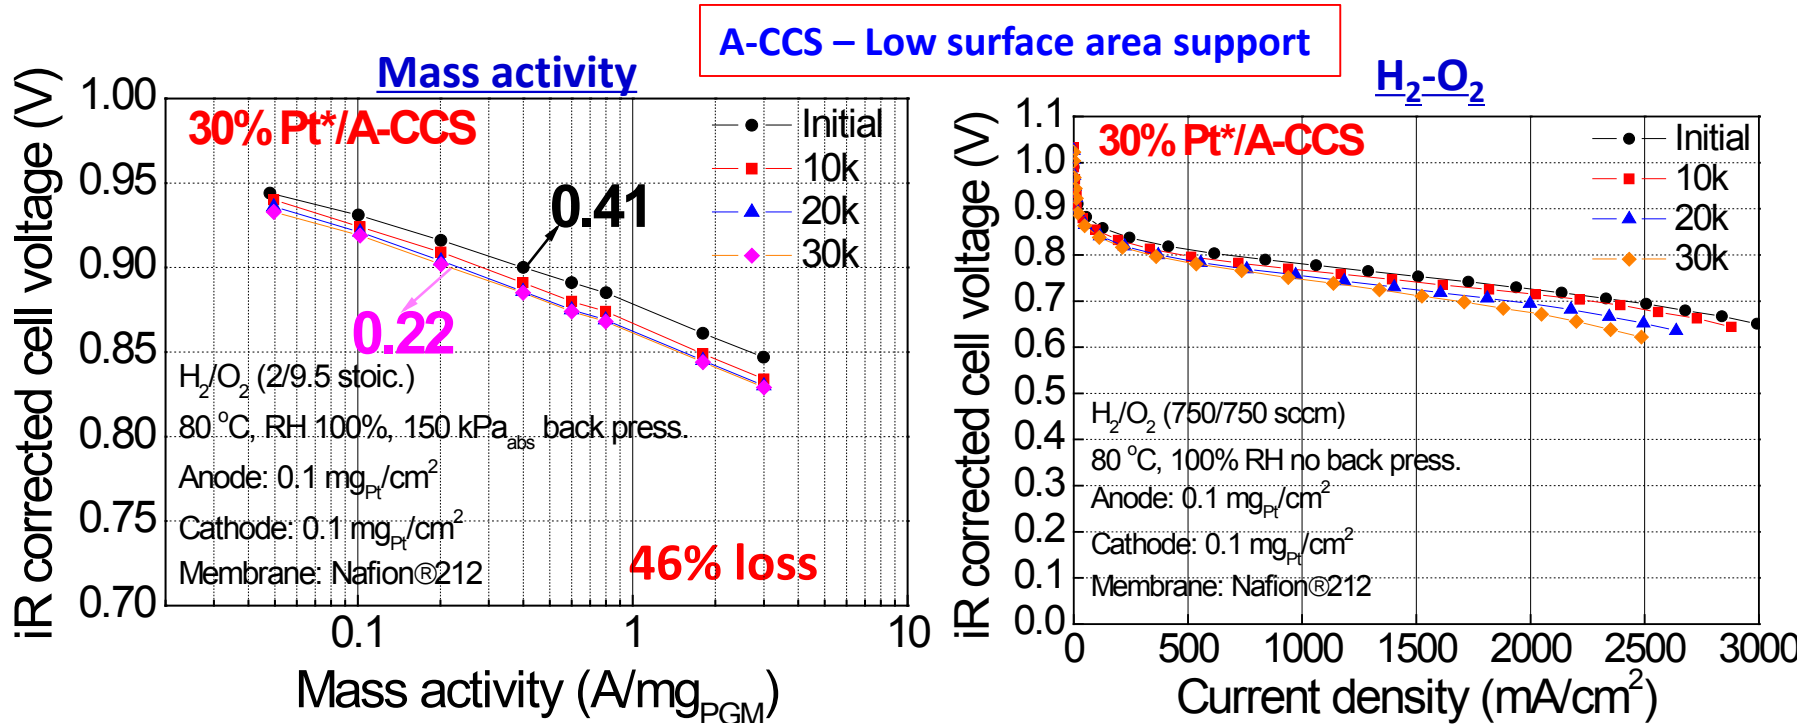 A-CCS – Low surface area support
Mass activity
iR corrected cell voltage (V)
1.00
0.95
0.90
0.85
0.80
0.75
0.70
30% Pt*/A-CCS
Initial
10k
20k
30k
0.41
0.22
H₂/O₂ (2/9.5 stoic.)
80 °C, RH 100%, 150 kPa_abs back press.
Anode: 0.1 mg_Pt/cm²
Cathode: 0.1 mg_Pt/cm²
Membrane: Nafion®212
46% loss
0.1 1 10
Mass activity (A/mg_PGM)
H₂-O₂
iR corrected cell voltage (V)
1.1
1.0
0.9
0.8
0.7
0.6
0.5
0.4
0.3
0.2
0.1
0.0
30% Pt*/A-CCS
Initial
10k
20k
30k
H₂/O₂ (750/750 sccm)
80 °C, 100% RH no back press.
Anode: 0.1 mg_Pt/cm²
Cathode: 0.1 mg_Pt/cm²
Membrane: Nafion®212
0 500 1000 1500 2000 2500 3000
Current density (mA/cm²)